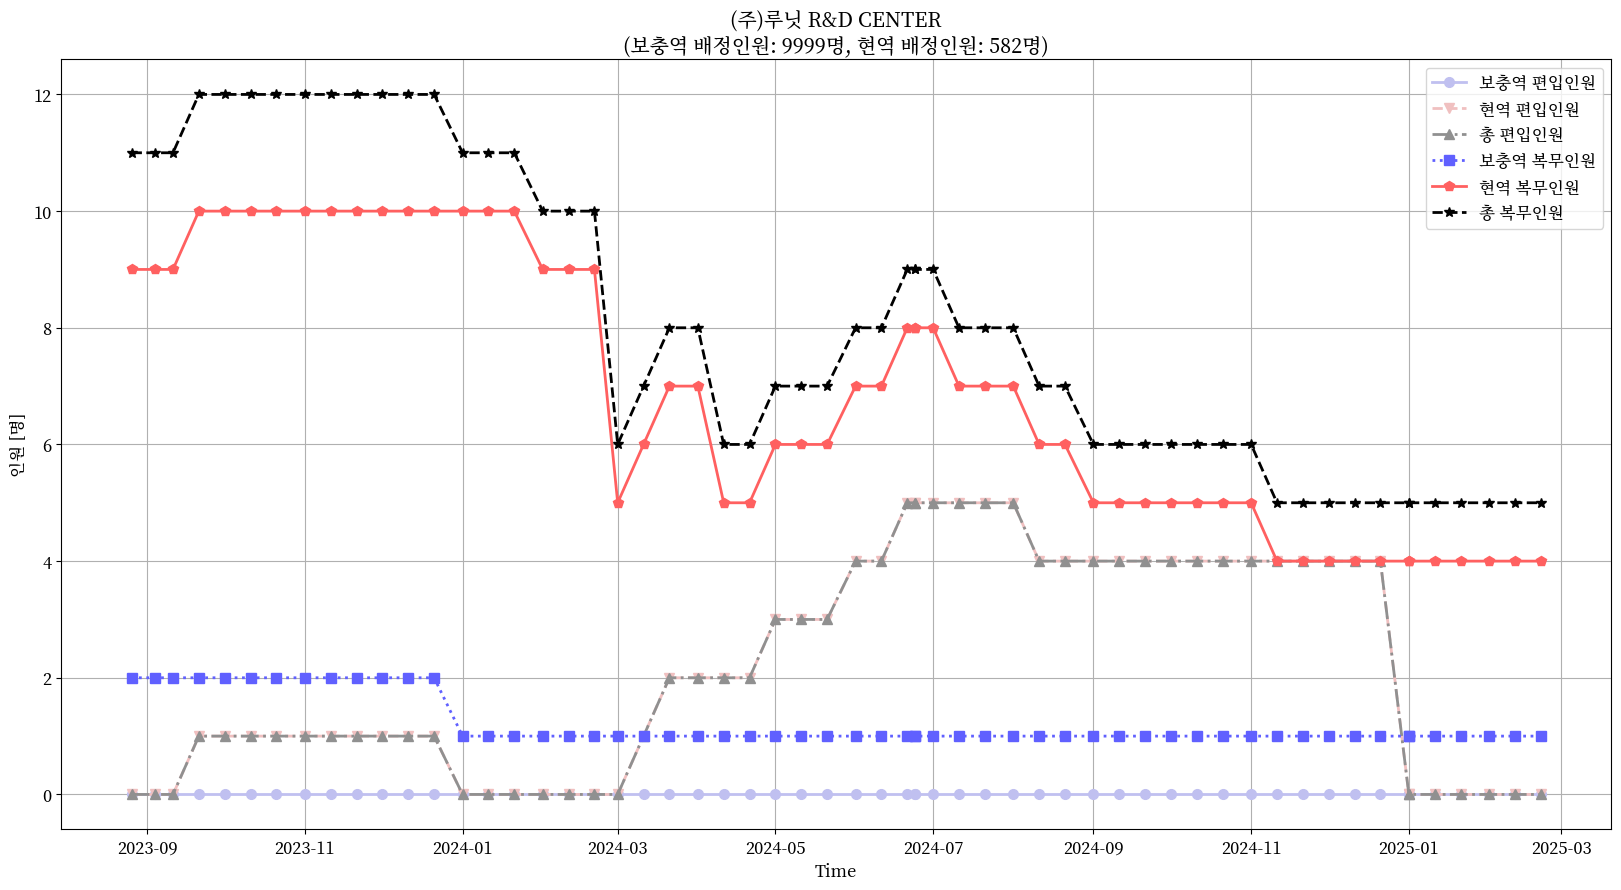 (주)루닛 R&D CENTER
(보충역 배정인원: 9999명, 현역 배정인원: 582명)
보충역 편입인원
현역 편입인원
총 편입인원
보충역 복무인원
현역 복무인원
총 복무인원
인원 [명]
12
10
8
6
4
2
0
2023-09
2023-11
2024-01
2024-03
2024-05
2024-07
2024-09
2024-11
2025-01
2025-03
Time